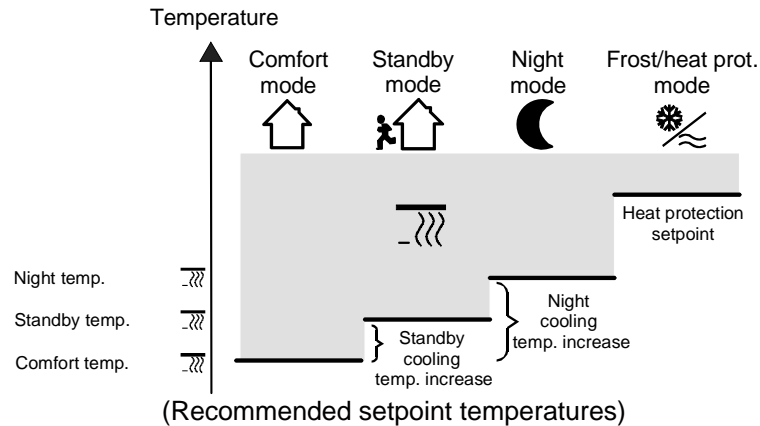 Temperature
Comfort
mode
Standby
mode
Night
mode
Frost/heat prot.
mode
Heat protection
setpoint
Night temp.
Standby temp.
Comfort temp.
Night
cooling
temp. increase
Standby
cooling
temp. increase
(Recommended setpoint temperatures)